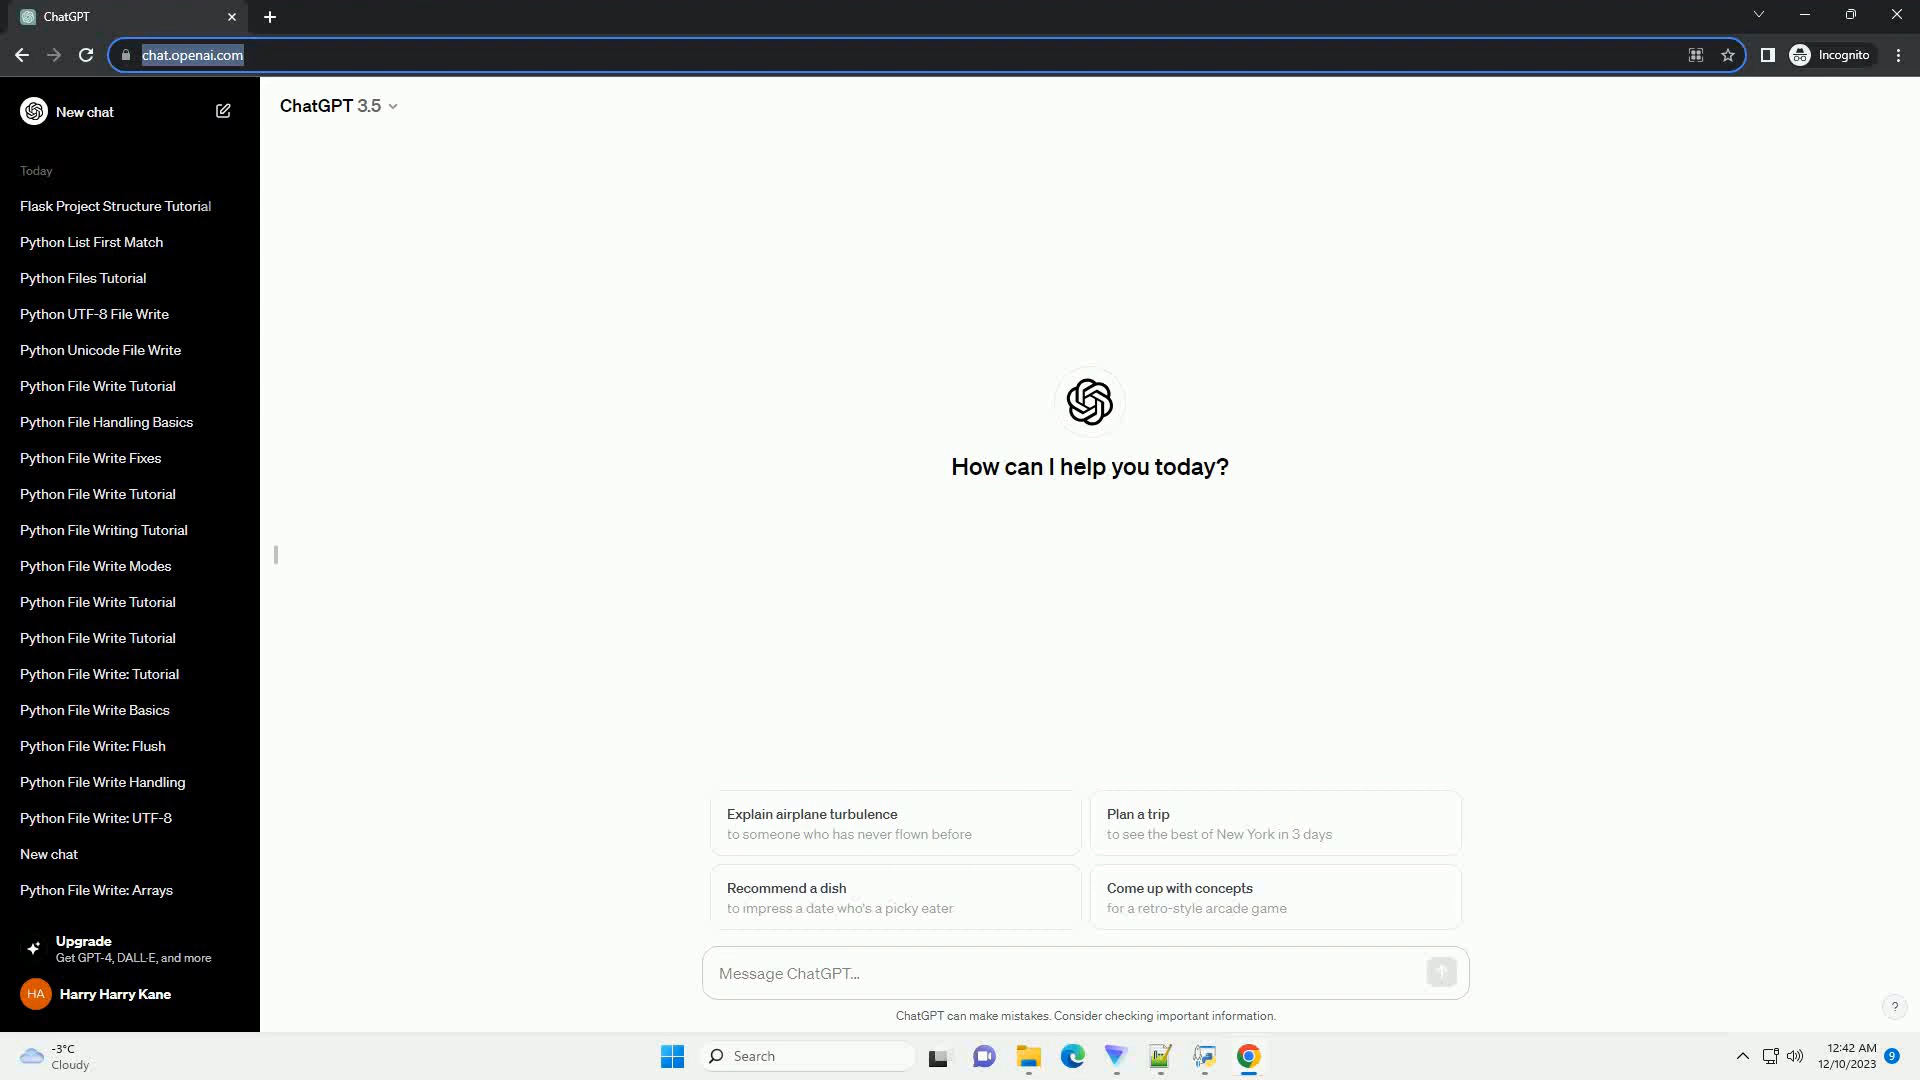 ChatGPT
chat.openai.com
Incognito
New chat
ChatGPT 3.5
Today
Flask Project Structure Tutorial
Python List First Match
Python Files Tutorial
Python UTF-8 File Write
Python Unicode File Write
Python File Write Tutorial
Python File Handling Basics
Python File Write Fixes
Python File Write Tutorial
Python File Writing Tutorial
Python File Write Modes
Python File Write Tutorial
Python File Write Tutorial
Python File Write: Tutorial
Python File Write Basics
Python File Write: Flush
Python File Write Handling
Python File Write: UTF-8
New chat
Python File Write: Arrays
Upgrade
Get GPT-4, DALL·E, and more
HA
Harry Harry Kane
How can I help you today?
Explain airplane turbulence
to someone who has never flown before
Plan a trip
to see the best of New York in 3 days
Recommend a dish
to impress a date who's a picky eater
Come up with concepts
for a retro-style arcade game
Message ChatGPT...
ChatGPT can make mistakes. Consider checking important information.
?
-3°C
Cloudy
Search
12:42 AM
12/10/2023
9